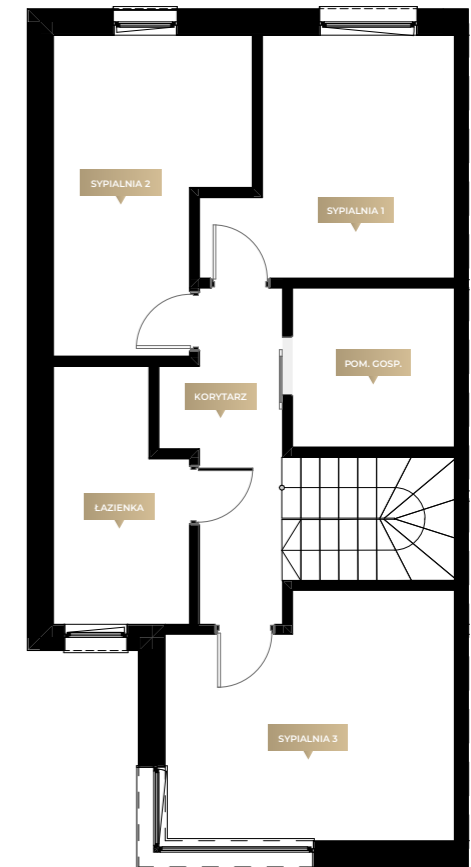 SYPIALNIA 2
SYPIALNIA 1
POM. GOSP.
KORYTARZ
ŁAZIENKA
SYPIALNIA 3